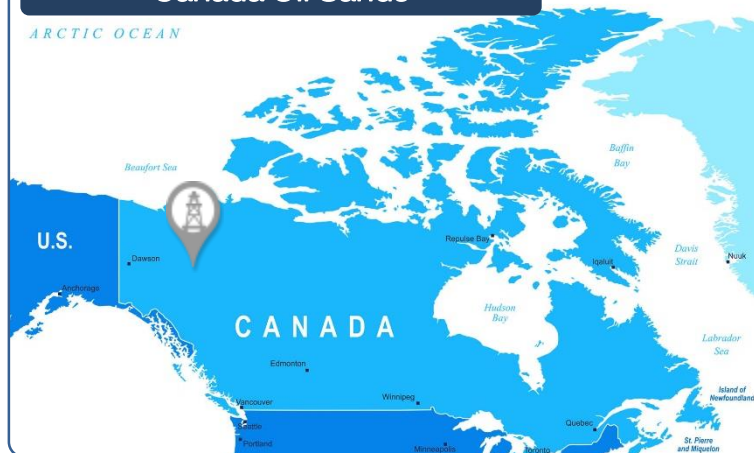 Canada Oil Sands
ARCTIC OCEAN
Beaufort Sea
Baffin
Bay
U.S.
Dawson
Repulse Bay
Iqaluit
Davis
Strait
Nuuk
Anchorage
Hudson
Bay
CANADA
Labrador
Sea
Edmonton
Island of
Newfoundland
Vancouver
Winnipeg
Seattle
Quebec
Portland
Minneapolis
Toronto
St. Pierre
and Miquelon